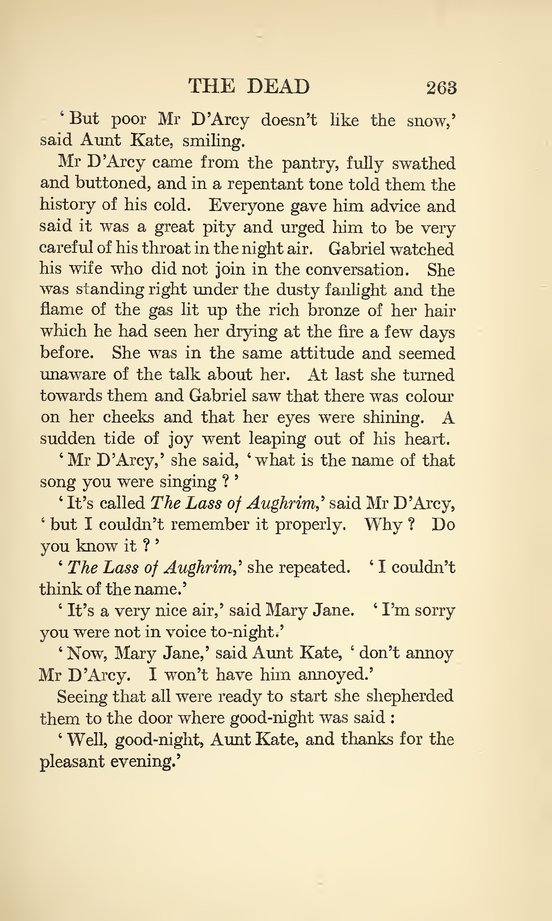 THE DEAD 263
‘But poor Mr D’Arcy doesn’t like the snow,’
said Aunt Kate, smiling.
Mr D’Arcy came from the pantry, fully swathed
and buttoned, and in a repentant tone told them the
history of his cold. Everyone gave him advice and
said it was a great pity and urged him to be very
careful of his throat in the night air. Gabriel watched
his wife who did not join in the conversation. She
was standing right under the dusty fanlight and the
flame of the gas lit up the rich bronze of her hair
which he had seen her drying at the fire a few days
before. She was in the same attitude and seemed
unaware of the talk about her. At last she turned
towards them and Gabriel saw that there was colour
on her cheeks and that her eyes were shining. A
sudden tide of joy went leaping out of his heart.
‘Mr D’Arcy,’ she said, ‘what is the name of that
song you were singing?’
‘It’s called The Lass of Aughrim,’ said Mr D’Arcy,
‘but I couldn’t remember it properly. Why? Do
you know it?’
‘The Lass of Aughrim,’ she repeated. ‘I couldn’t
think of the name.’
‘It’s a very nice air,’ said Mary Jane. ‘I’m sorry
you were not in voice to-night.’
‘Now, Mary Jane,’ said Aunt Kate, ‘don’t annoy
Mr D’Arcy. I won’t have him annoyed.’
Seeing that all were ready to start she shepherded
them to the door where good-night was said:
‘Well, good-night, Aunt Kate, and thanks for the
pleasant evening.’